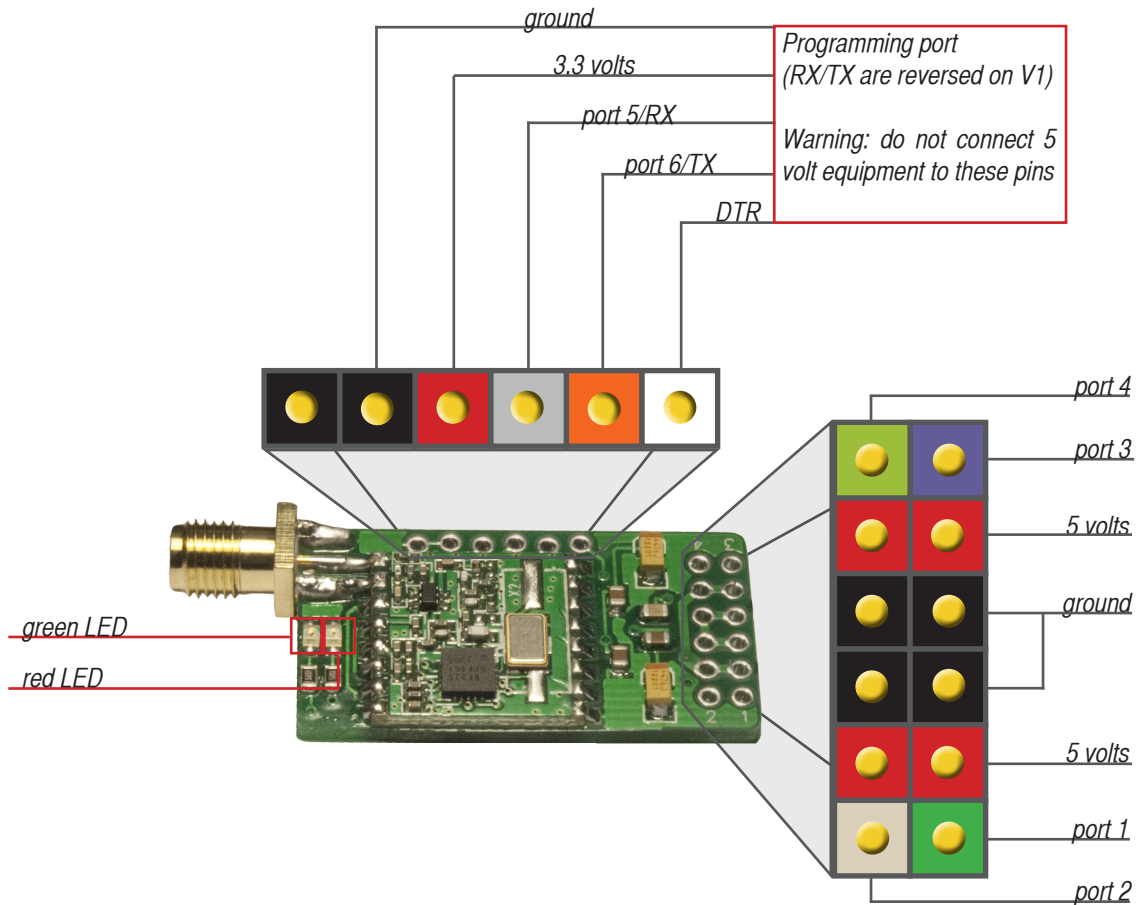 ground
3.3 volts
port 5/RX
port 6/TX
DTR
Programming port
(RX/TX are reversed on V1)
Warning: do not connect 5
volt equipment to these pins
port 4
port 3
5 volts
ground
5 volts
port 1
port 2
green LED
red LED
2 1